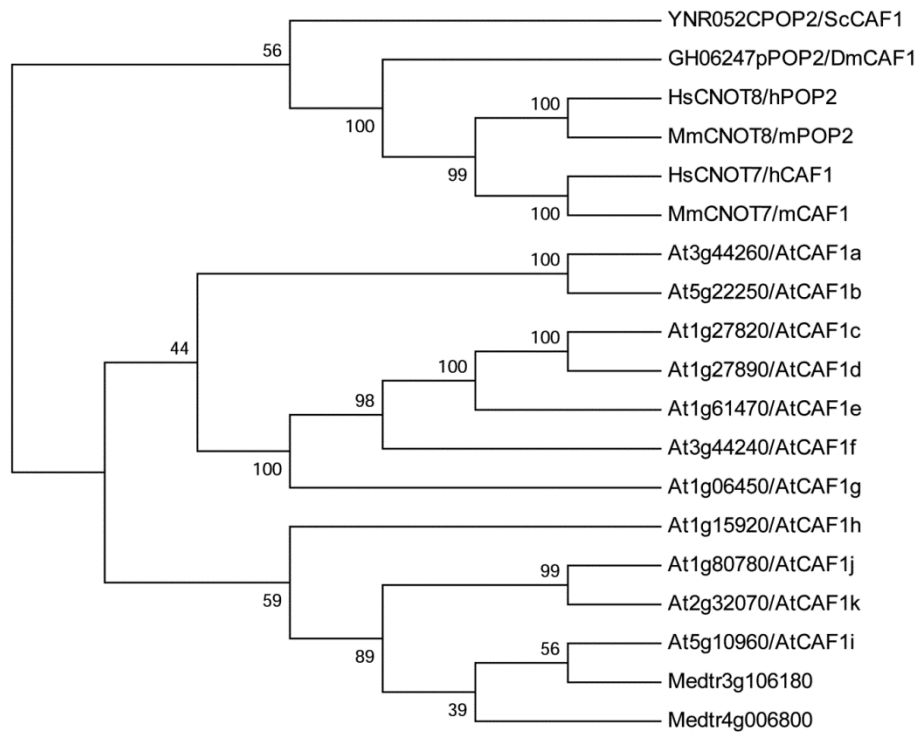 YNR052CPOP2/ScCAF1
56
GH06247pPOP2/DmCAF1
HsCNOT8/hPOP2
100
100
MmCNOT8/mPOP2
99
HsCNOT7/hCAF1
100
MmCNOT7/mCAF1
At3g44260/AtCAF1a
100
At5g22250/AtCAF1b
44
At1g27820/AtCAF1c
100
100
At1g27890/AtCAF1d
98
At1g61470/AtCAF1e
At3g44240/AtCAF1f
100
At1g06450/AtCAF1g
At1g15920/AtCAF1h
At1g80780/AtCAF1j
99
59
At2g32070/AtCAF1k
At5g10960/AtCAF1i
56
89
Medtr3g106180
39
Medtr4g006800